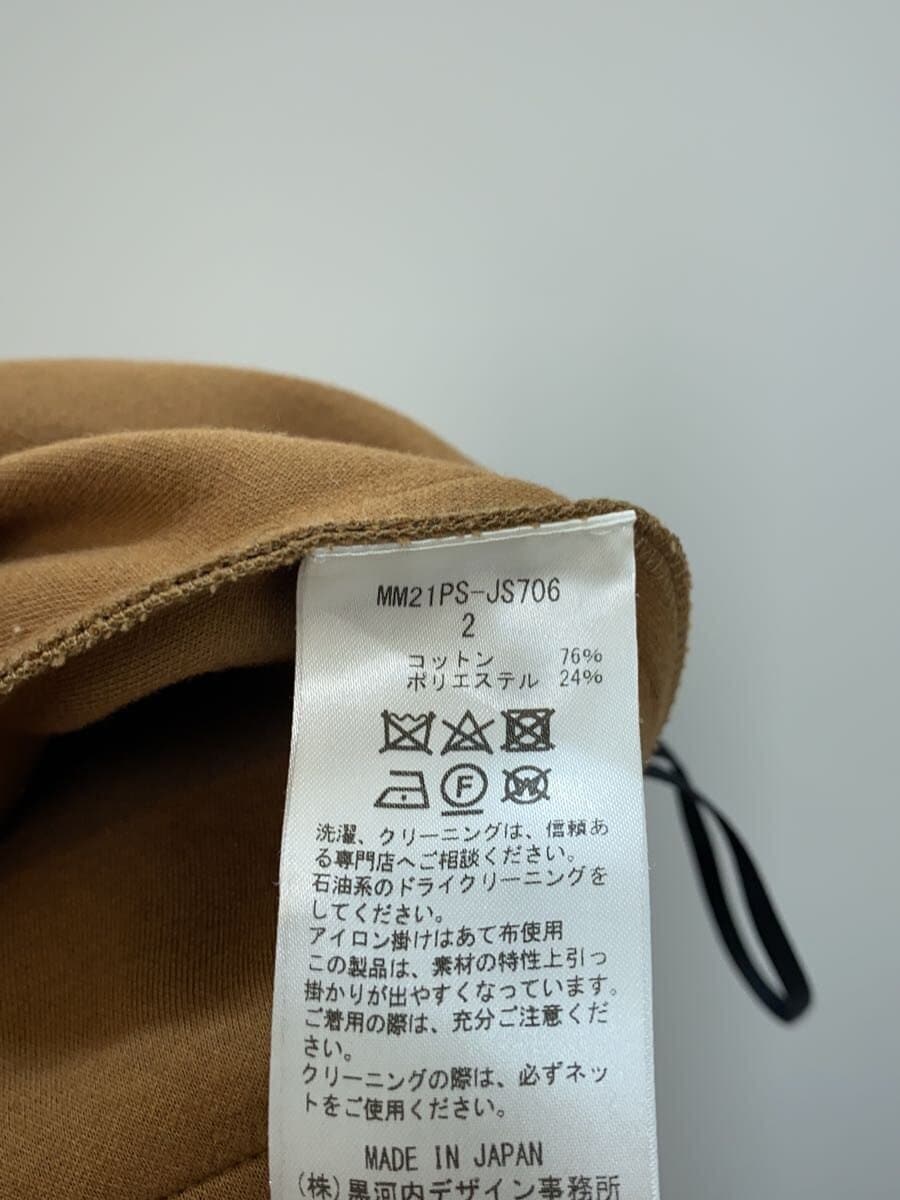 MM21PS-JS706
2
コットン 76%
ポリエステル 24%
F
W
洗濯、クリーニングは、信頼あ
る専門店へご相談ください。
石油系のドライクリーニングを
してください。
アイロン掛けはあて布使用
この製品は、素材の特性上引っ
掛かりが出やすくなっています。
ご着用の際は、充分ご注意くだ
さい。
クリーニングの際は、必ずネッ
トをご使用ください。
MADE IN JAPAN
(株)黒河内デザイン事務所